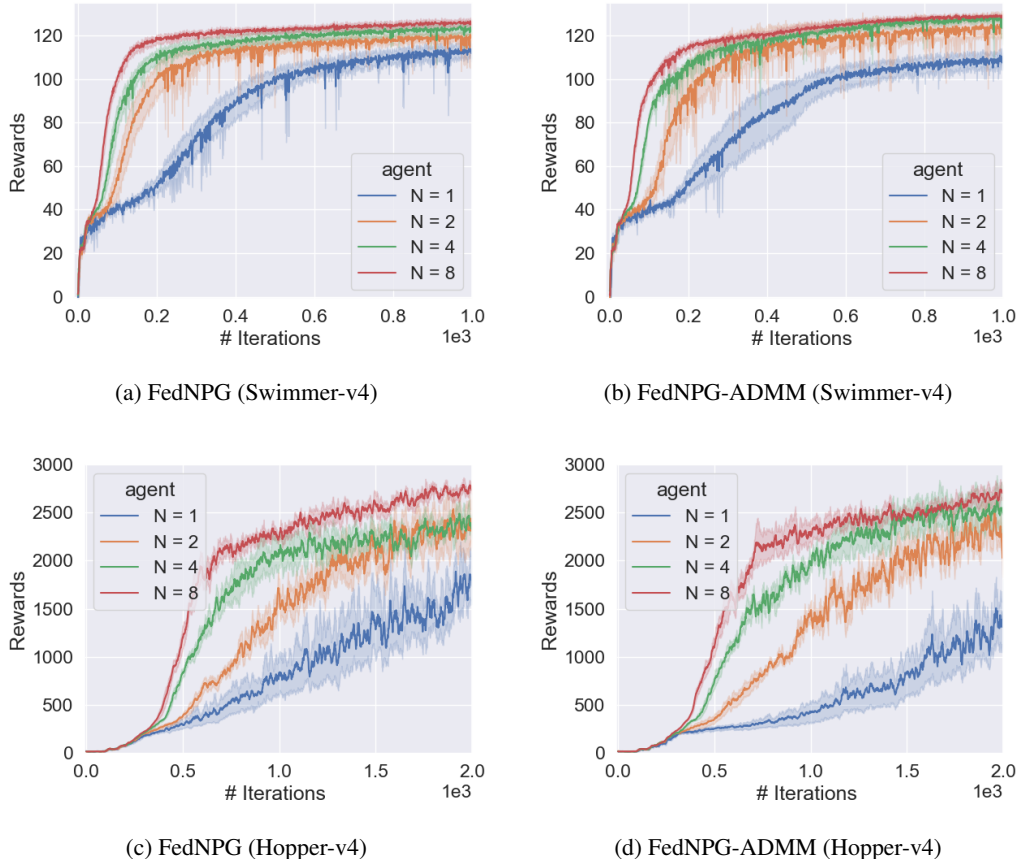 120
100
80
60
40
20
0
Rewards
agent
N = 1
N = 2
N = 4
N = 8
0.0 0.2 0.4 0.6 0.8 1.0
# Iterations
1e3
(a) FedNPG (Swimmer-v4)
120
100
80
60
40
20
0
Rewards
agent
N = 1
N = 2
N = 4
N = 8
0.0 0.2 0.4 0.6 0.8 1.0
# Iterations
1e3
(b) FedNPG-ADMM (Swimmer-v4)
3000
2500
2000
1500
1000
500
0
Rewards
agent
N = 1
N = 2
N = 4
N = 8
0.0 0.5 1.0 1.5 2.0
# Iterations
1e3
(c) FedNPG (Hopper-v4)
3000
2500
2000
1500
1000
500
0
Rewards
agent
N = 1
N = 2
N = 4
N = 8
0.0 0.5 1.0 1.5 2.0
# Iterations
1e3
(d) FedNPG-ADMM (Hopper-v4)